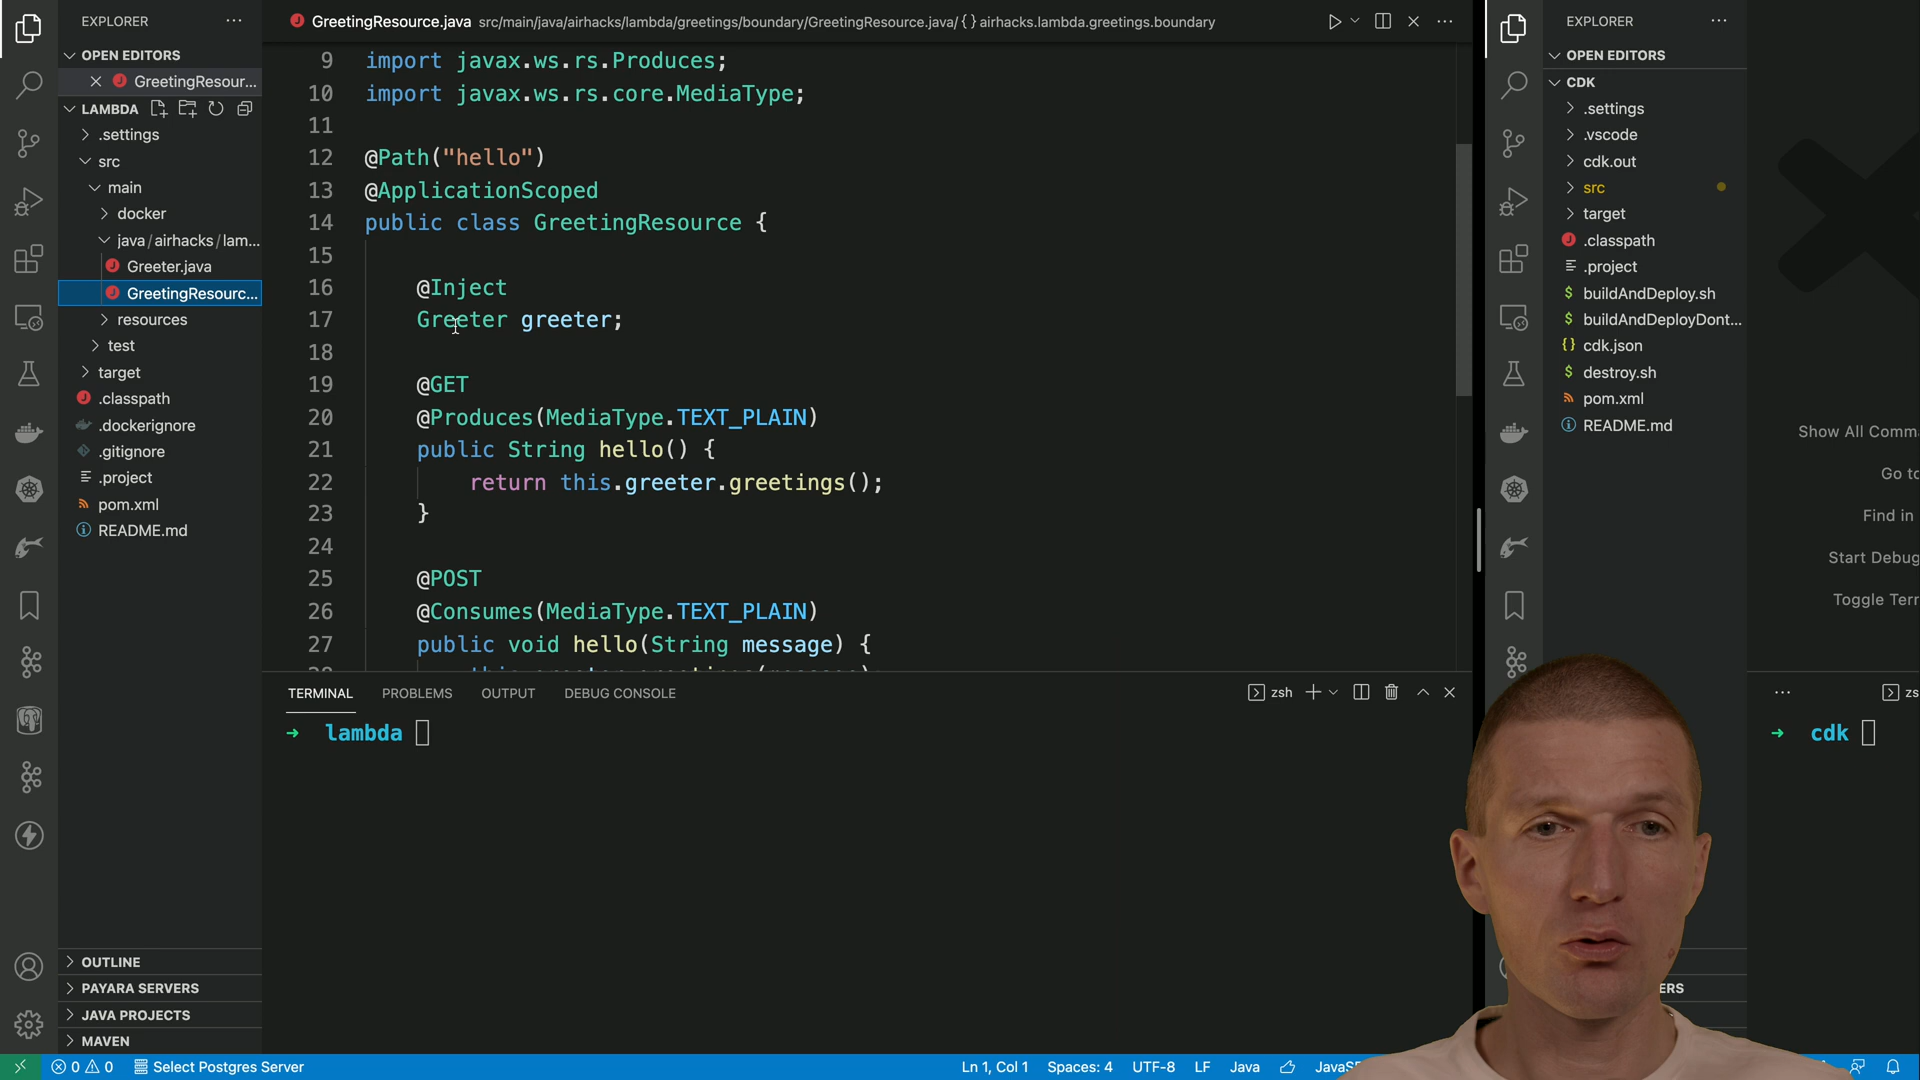 EXPLORER
OPEN EDITORS
GreetingResour...
LAMBDA
.settings
src
main
docker
java/airhacks/lam...
Greeter.java
GreetingResourc...
resources
test
target
.classpath
.dockerignore
.gitignore
.project
pom.xml
README.md
OUTLINE
PAYARA SERVERS
JAVA PROJECTS
MAVEN
GreetingResource.java src/main/java/airhacks/lambda/greetings/boundary/GreetingResource.java/{} airhacks.lambda.greetings.boundary
9 import javax.ws.rs.Produces;
10 import javax.ws.rs.core.MediaType;
11
12 @Path("hello")
13 @ApplicationScoped
14 public class GreetingResource {
15
16 @Inject
17 Greeter greeter;
18
19 @GET
20 @Produces(MediaType.TEXT_PLAIN)
21 public String hello() {
22 return this.greeter.greetings();
23 }
24
25 @POST
26 @Consumes(MediaType.TEXT_PLAIN)
27 public void hello(String message) {
TERMINAL PROBLEMS OUTPUT DEBUG CONSOLE
zsh
➜ lambda
EXPLORER
OPEN EDITORS
CDK
.settings
.vscode
cdk.out
src
target
.classpath
.project
buildAndDeploy.sh
buildAndDeployDont...
cdk.json
destroy.sh
pom.xml
README.md
ERS
Show All Comma
Go to
Find in
Start Debug
Toggle Terr
zs
➜ cdk
0 0 Select Postgres Server
Ln 1, Col 1 Spaces: 4 UTF-8 LF Java